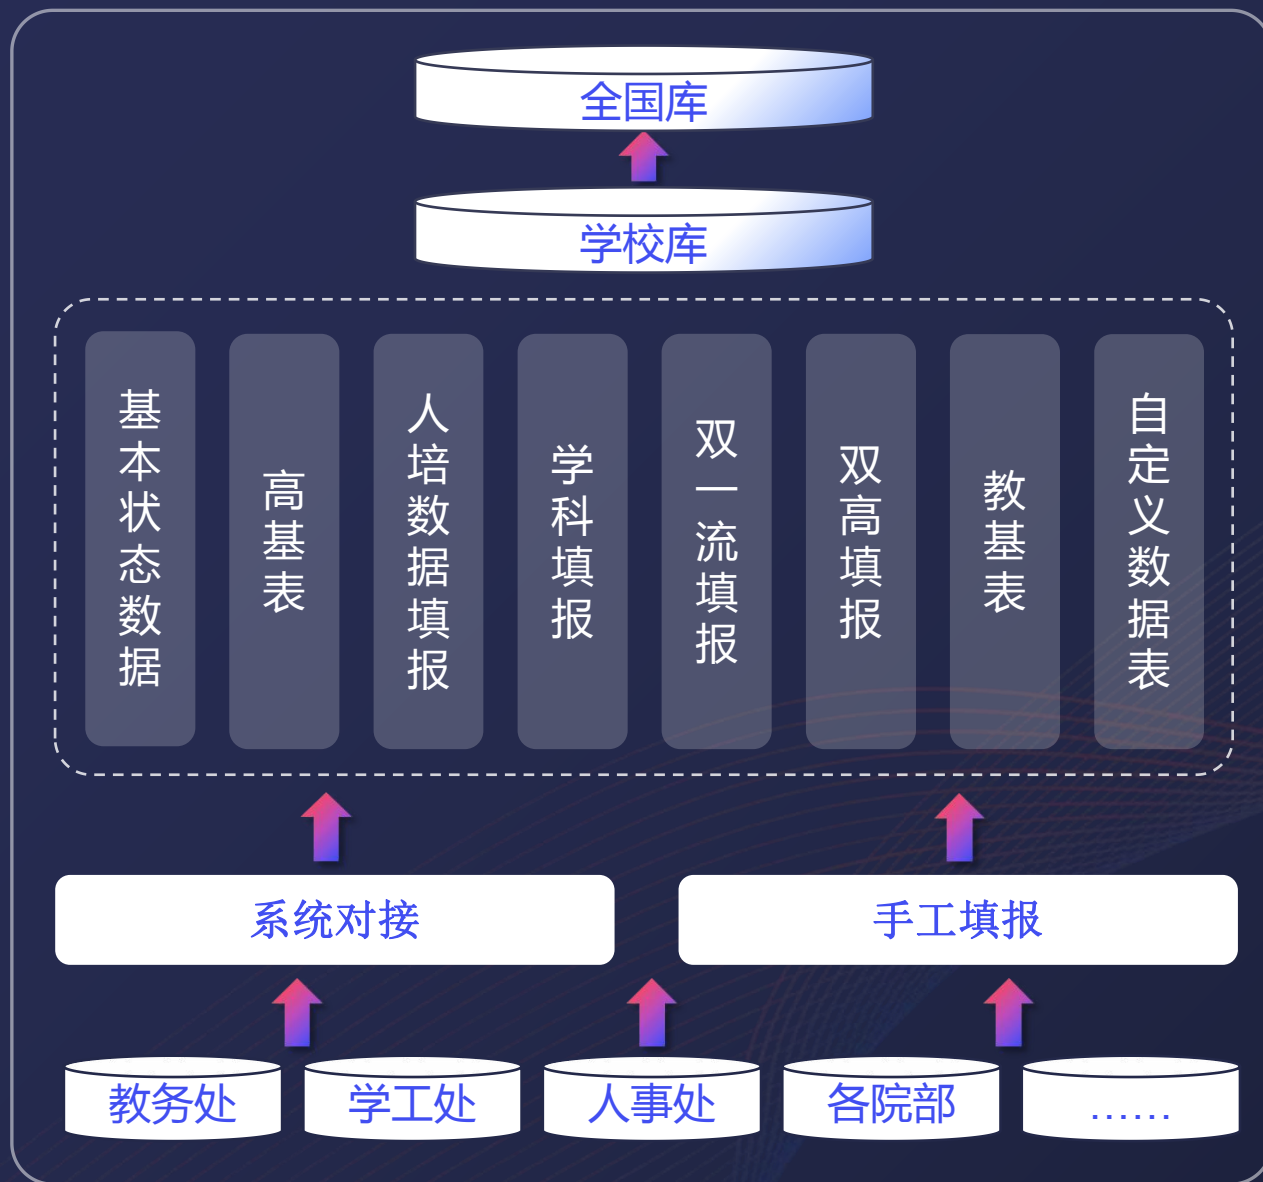 全国库
学校库
基本状态数据
高基表
人培数据填报
学科填报
双一流填报
双高填报
教基表
自定义数据表
系统对接
手工填报
教务处
学工处
人事处
各院部
……